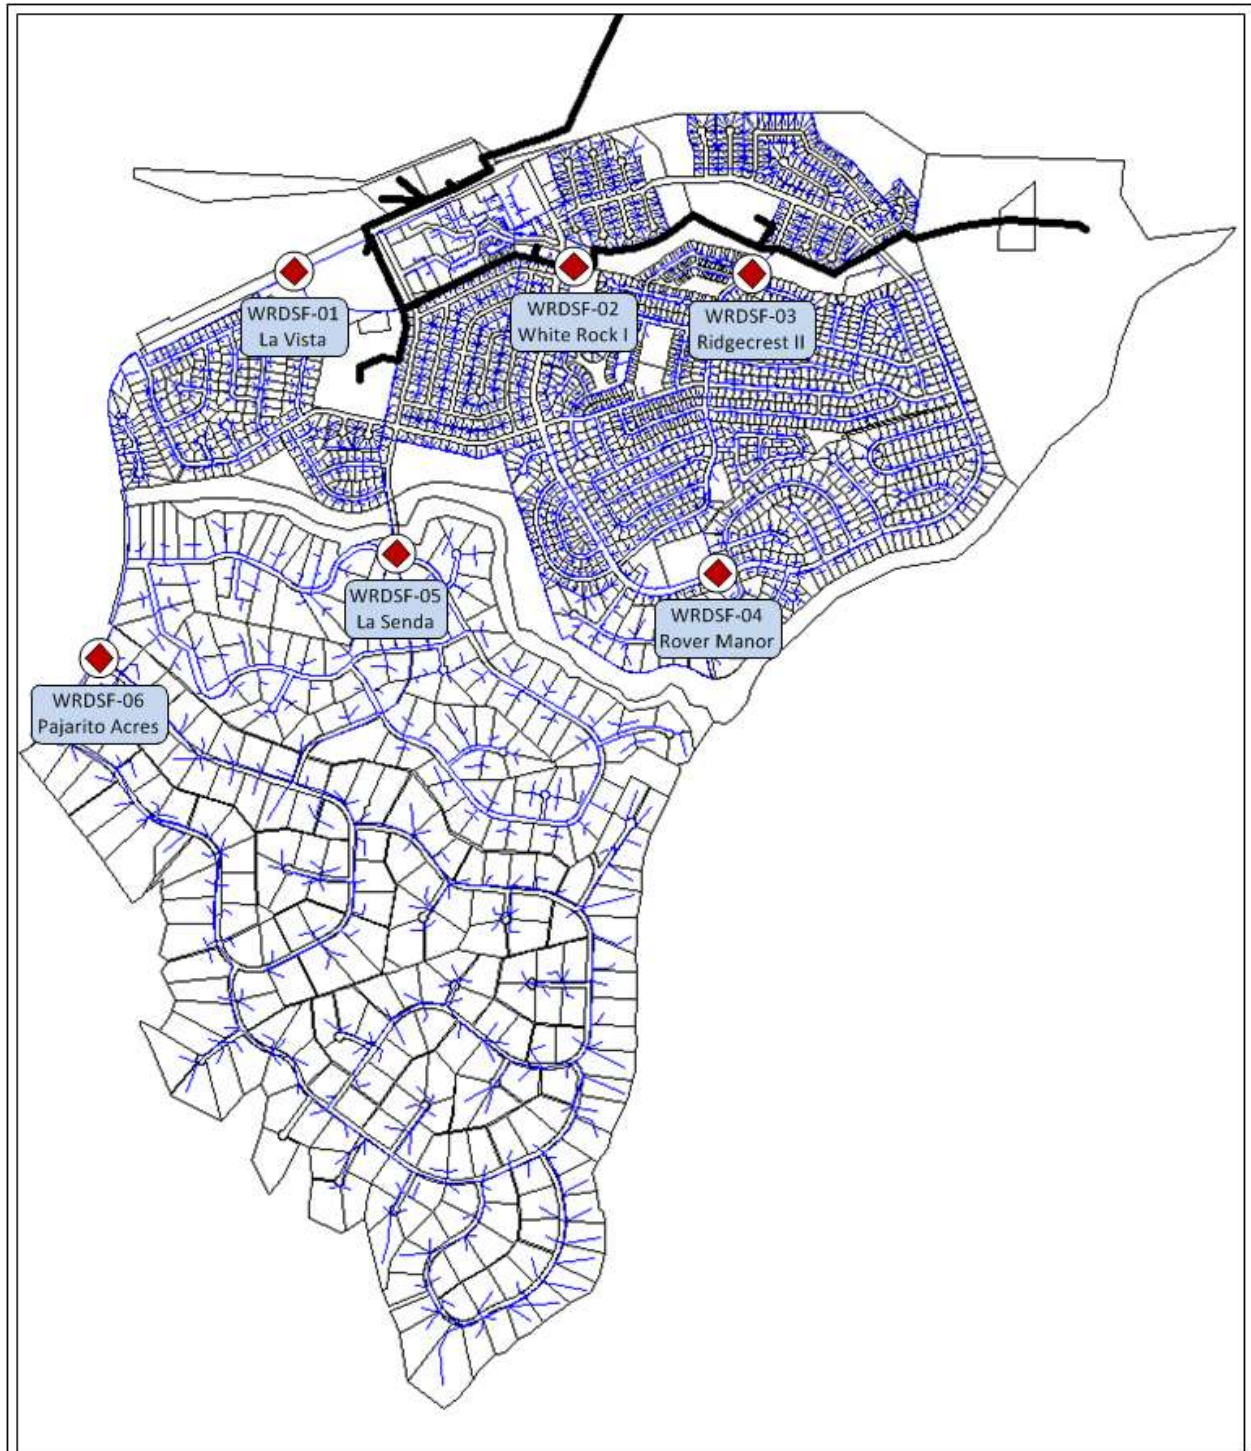 WRDSF-01
La Vista
WRDSF-02
White Rock I
WRDSF-03
Ridgecrest II
WRDSF-05
La Senda
WRDSF-04
Rover Manor
WRDSF-06
Pajarito Acres